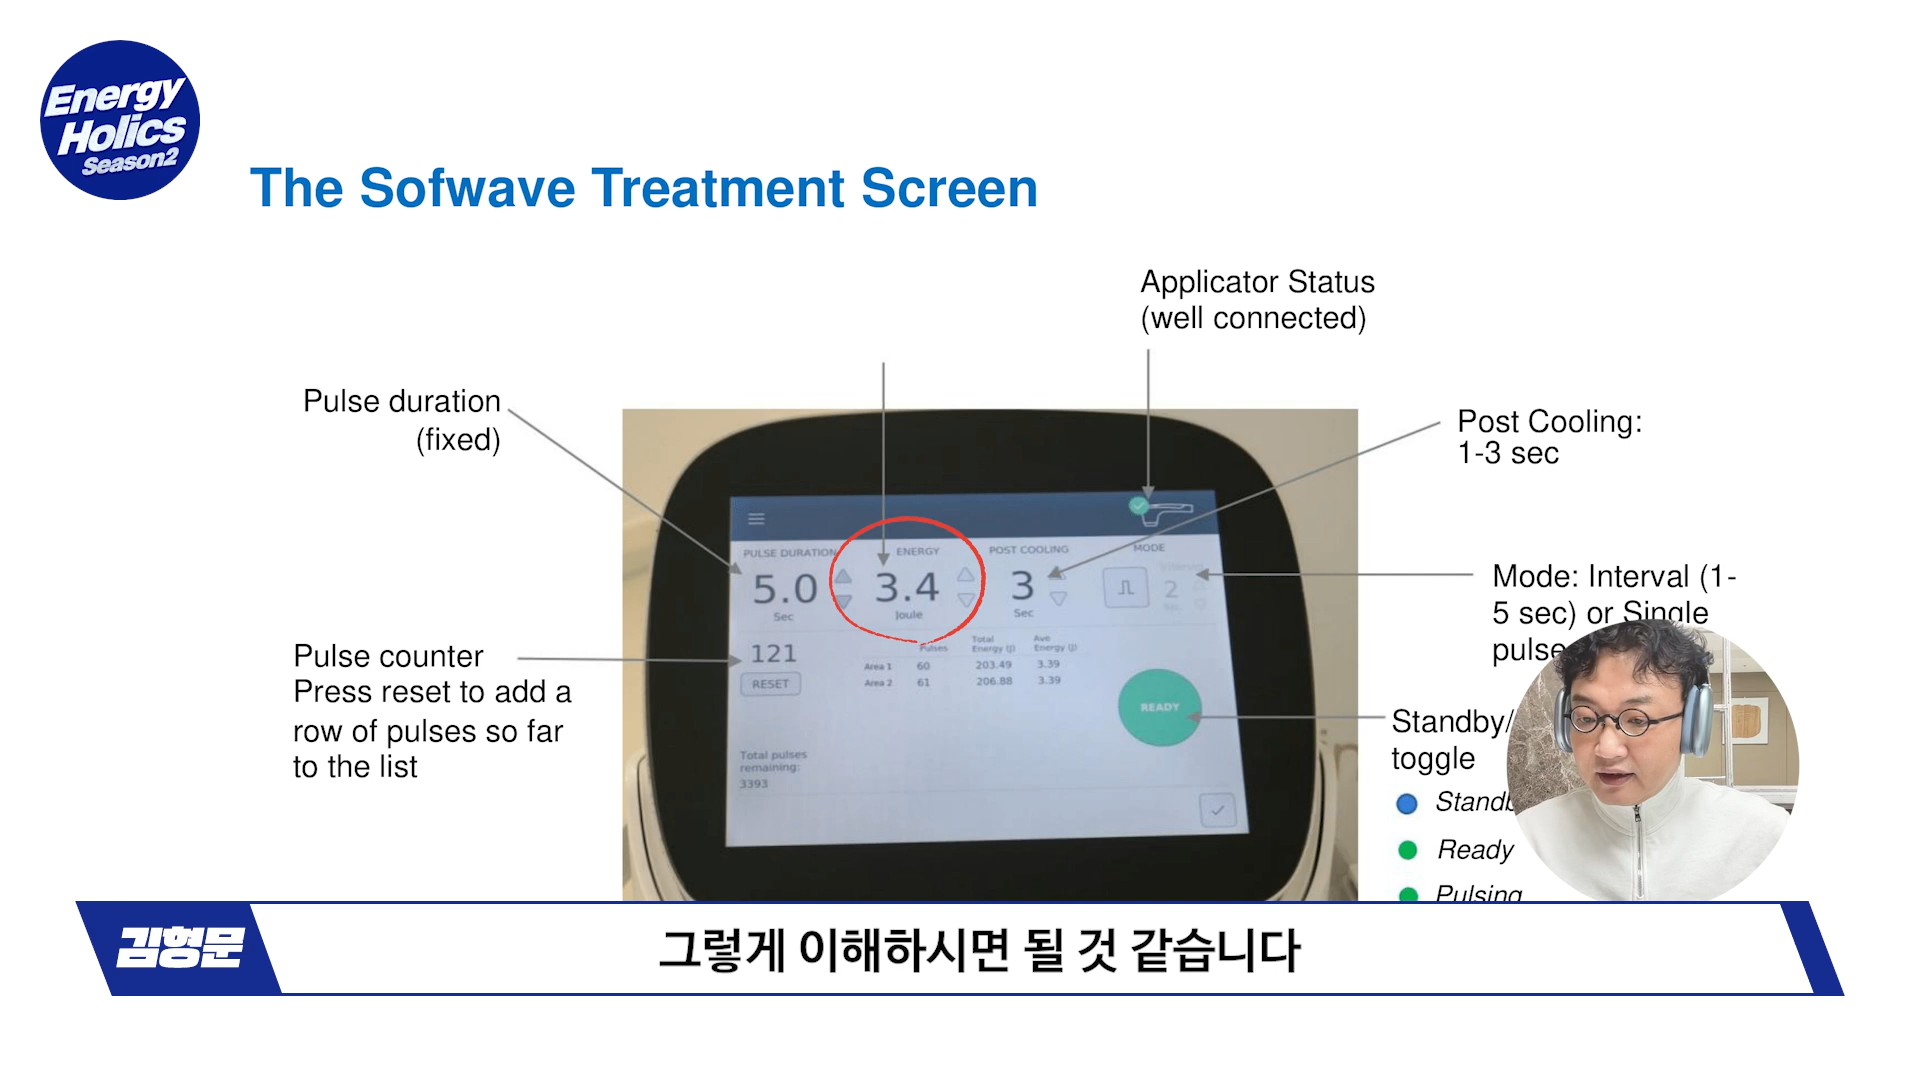 Energy
Holics
Season2
The Sofwave Treatment Screen
Applicator Status
(well connected)
Pulse duration
(fixed)
Post Cooling:
1-3 sec
Mode: Interval (1-
5 sec) or Single
pulse
Pulse counter
Press reset to add a
row of pulses so far
to the list
Standby/
toggle
Ready
Pulsing
PULSE DURATION
ENERGY
POST COOLING
MODE
5.0
3.4
3
2
Sec
Joule
Sec
121
RESET
Pulses
Total
Energy (J)
Ave
Energy (J)
Area 1 60 203.49 3.39
Area 2 61 206.88 3.39
READY
Total pulses
remaining:
3393
김형문
그렇게 이해하시면 될 것 같습니다